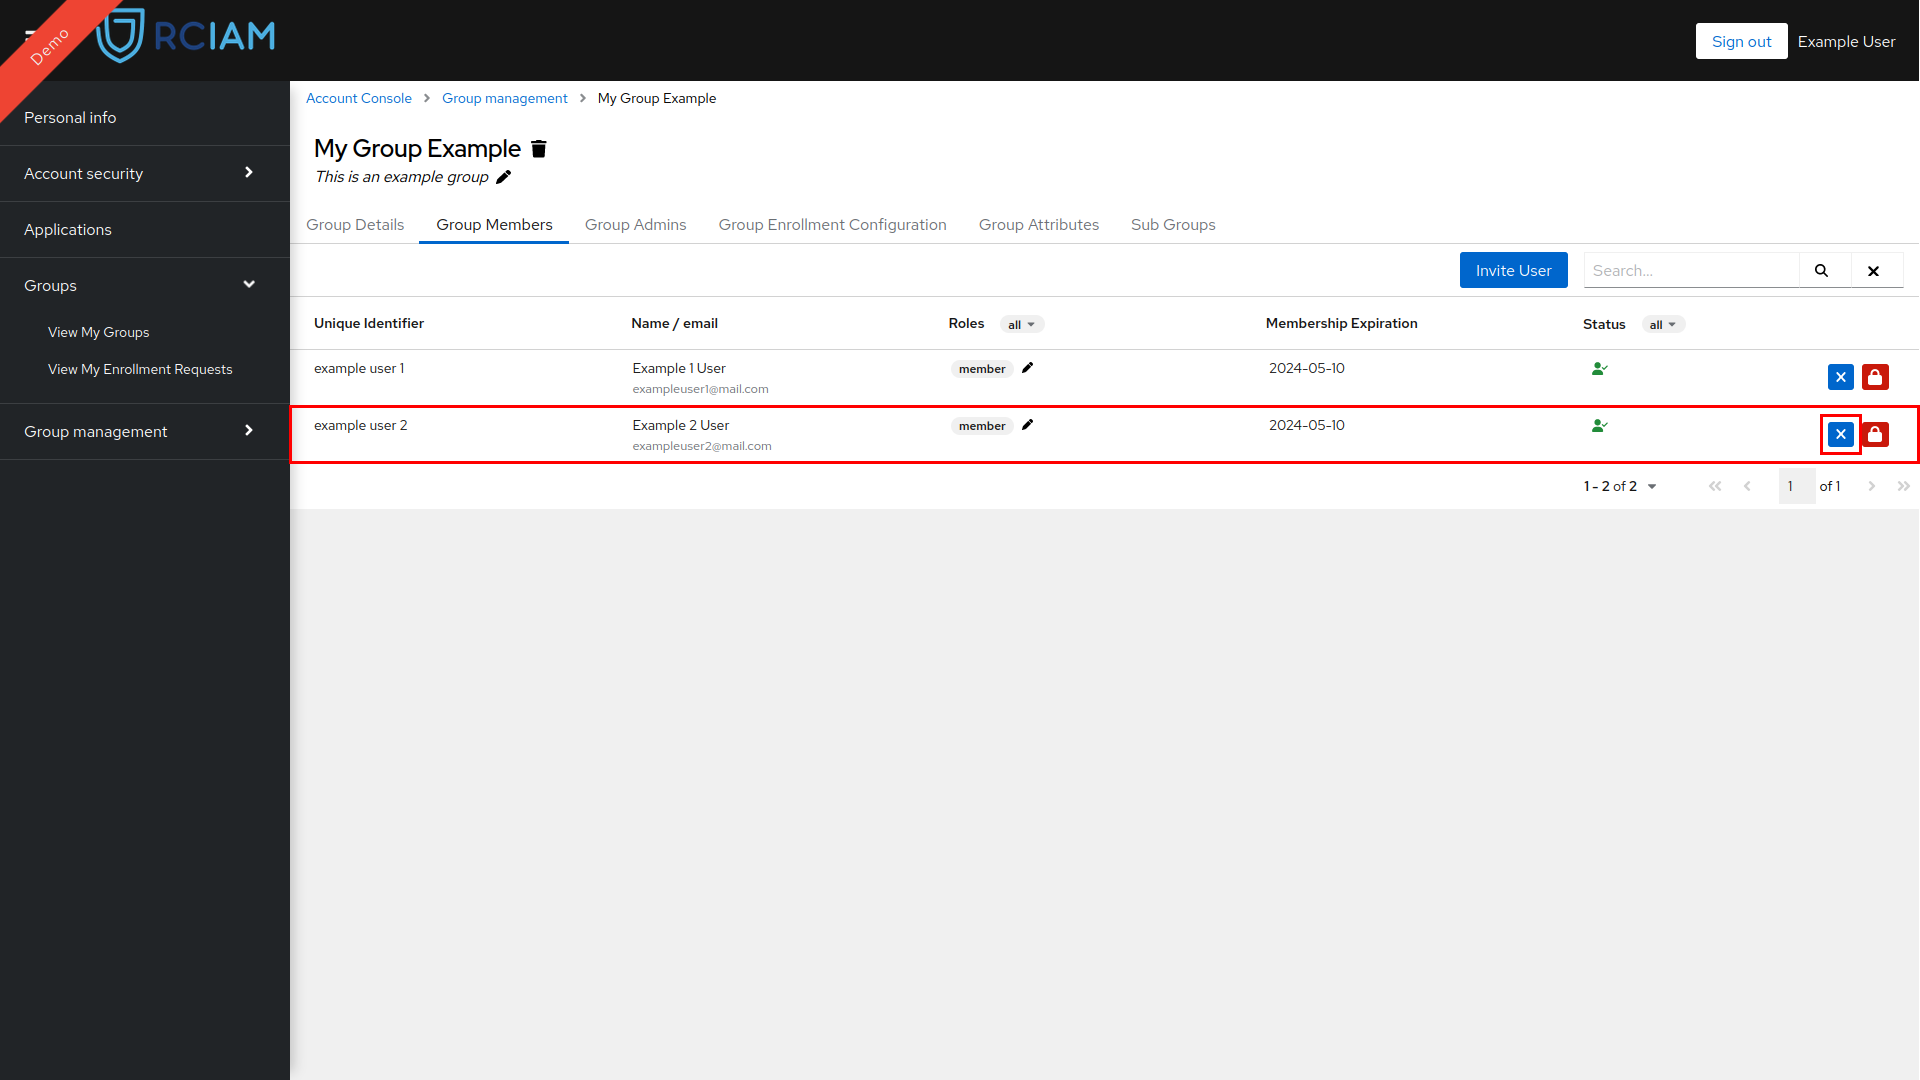 Demo
RCIAM
Sign out
Example User
Personal info
Account security
Applications
Groups
View My Groups
View My Enrollment Requests
Group management
Account Console > Group management > My Group Example
My Group Example
This is an example group
Group Details Group Members Group Admins Group Enrollment Configuration Group Attributes Sub Groups
Invite User Search...
Unique Identifier Name / email Roles all Membership Expiration Status all
example user 1 Example 1 User member 2024-05-10
exampleuser1@mail.com
example user 2 Example 2 User member 2024-05-10
exampleuser2@mail.com
1 - 2 of 2 1 of 1